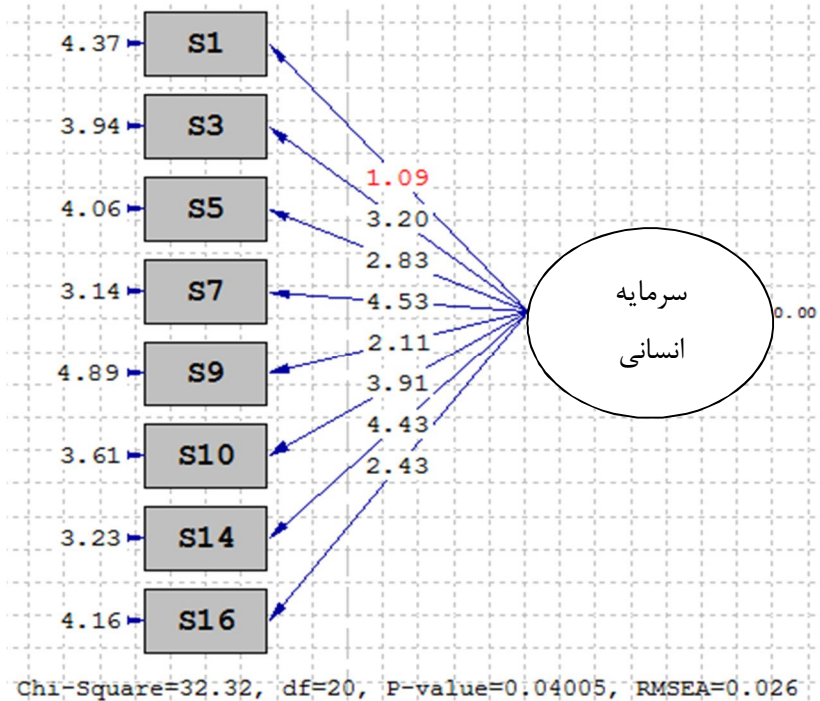 4.37 S1
3.94 S3
4.06 S5
3.14 S7
4.89 S9
3.61 S10
3.23 S14
4.16 S16
1.09
3.20
2.83
4.53
2.11
3.91
4.43
2.43
سرمایه
انسانی
0.00
Chi-Square=32.32, df=20, P-value=0.04005, RMSEA=0.026